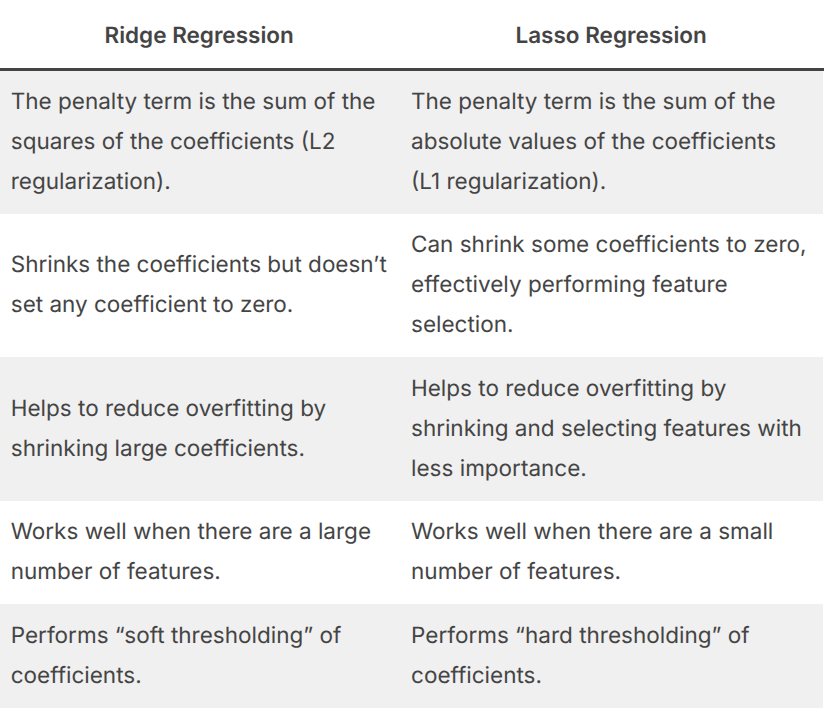 Ridge Regression
Lasso Regression
The penalty term is the sum of the
squares of the coefficients (L2
regularization).
The penalty term is the sum of the
absolute values of the coefficients
(L1 regularization).
Shrinks the coefficients but doesn’t
set any coefficient to zero.
Can shrink some coefficients to zero,
effectively performing feature
selection.
Helps to reduce overfitting by
shrinking large coefficients.
Helps to reduce overfitting by
shrinking and selecting features with
less importance.
Works well when there are a large
number of features.
Works well when there are a small
number of features.
Performs “soft thresholding” of
coefficients.
Performs “hard thresholding” of
coefficients.